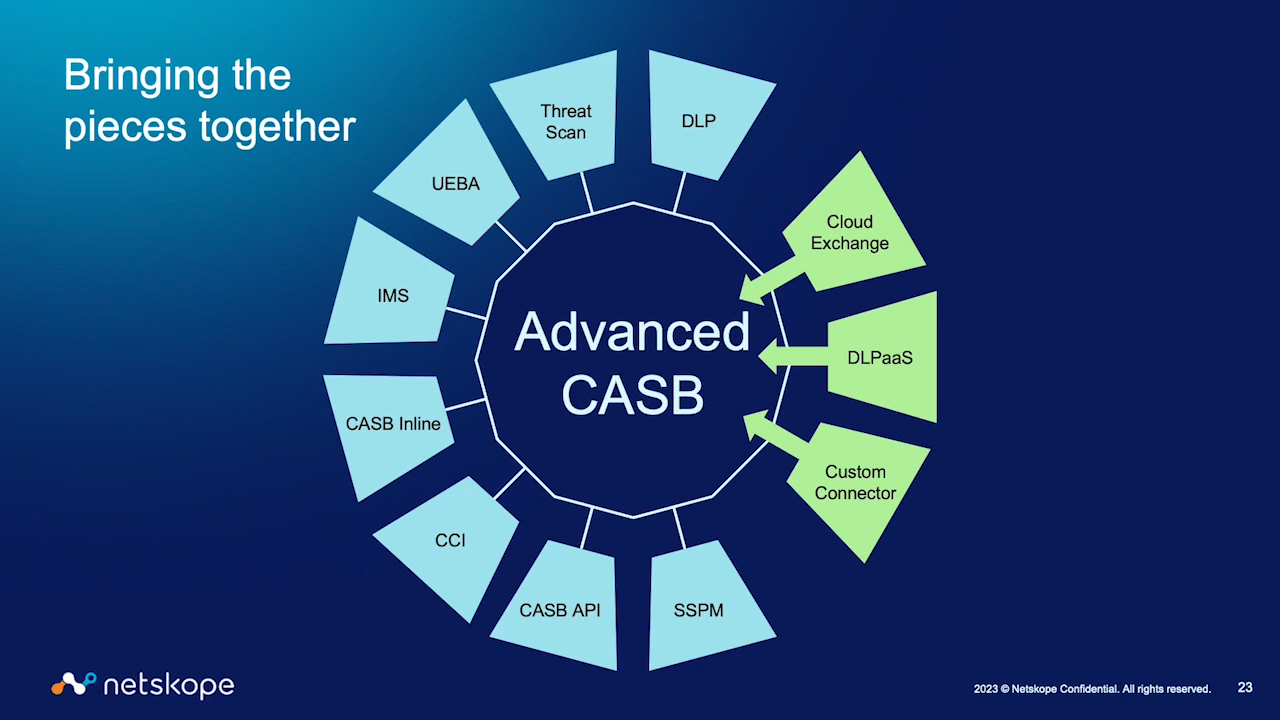 Bringing the
pieces together
Threat
Scan
DLP
UEBA
Cloud
Exchange
IMS
Advanced
CASB
DLPaaS
CASB Inline
Custom
Connector
CCI
CASB API
SSPM
netskope
2023 © Netskope Confidential. All rights reserved.
23